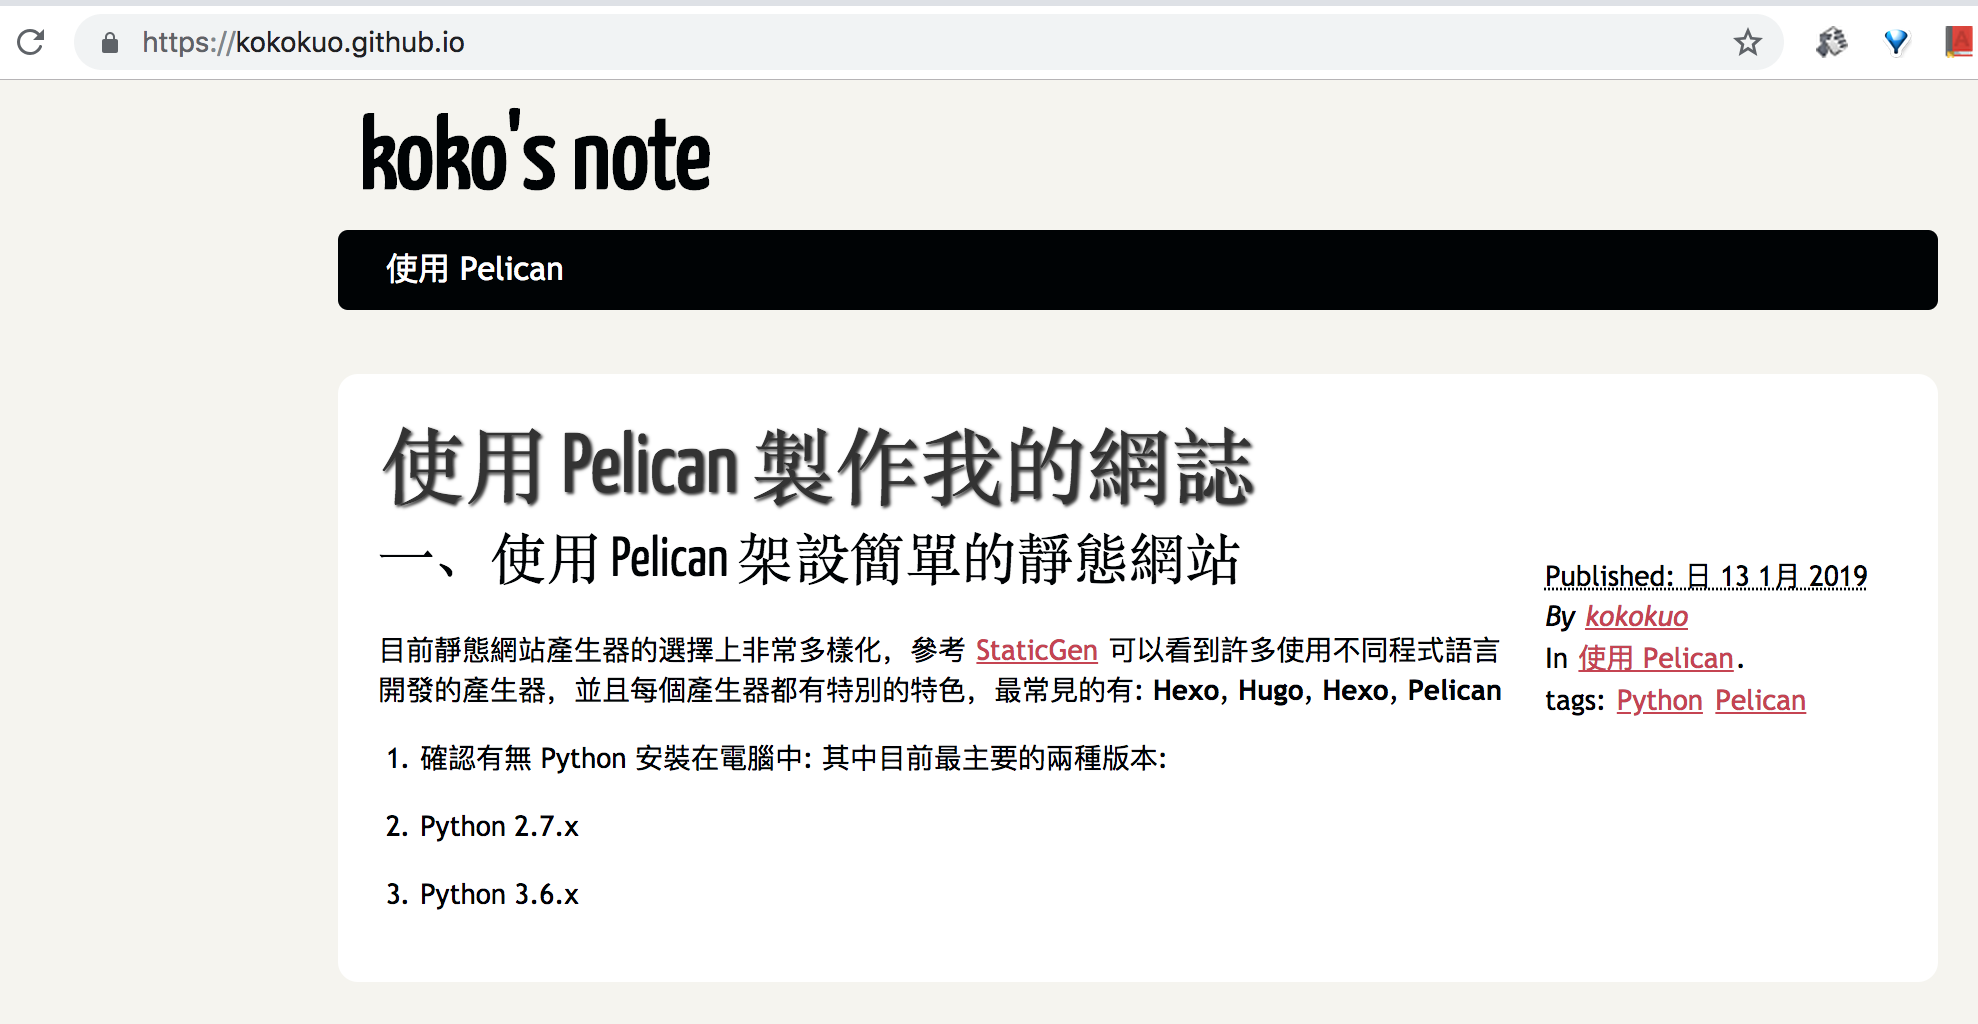 https://kokokuo.github.io
koko's note
使用 Pelican
使用 Pelican 製作我的網誌
一、使用 Pelican 架設簡單的靜態網站
Published: 日 13 1月 2019
By kokokuo
In 使用 Pelican.
tags: Python Pelican
目前靜態網站產生器的選擇上非常多樣化，參考 StaticGen 可以看到許多使用不同程式語言
開發的產生器，並且每個產生器都有特別的特色，最常見的有: Hexo, Hugo, Hexo, Pelican
1. 確認有無 Python 安裝在電腦中: 其中目前最主要的兩種版本:
2. Python 2.7.x
3. Python 3.6.x